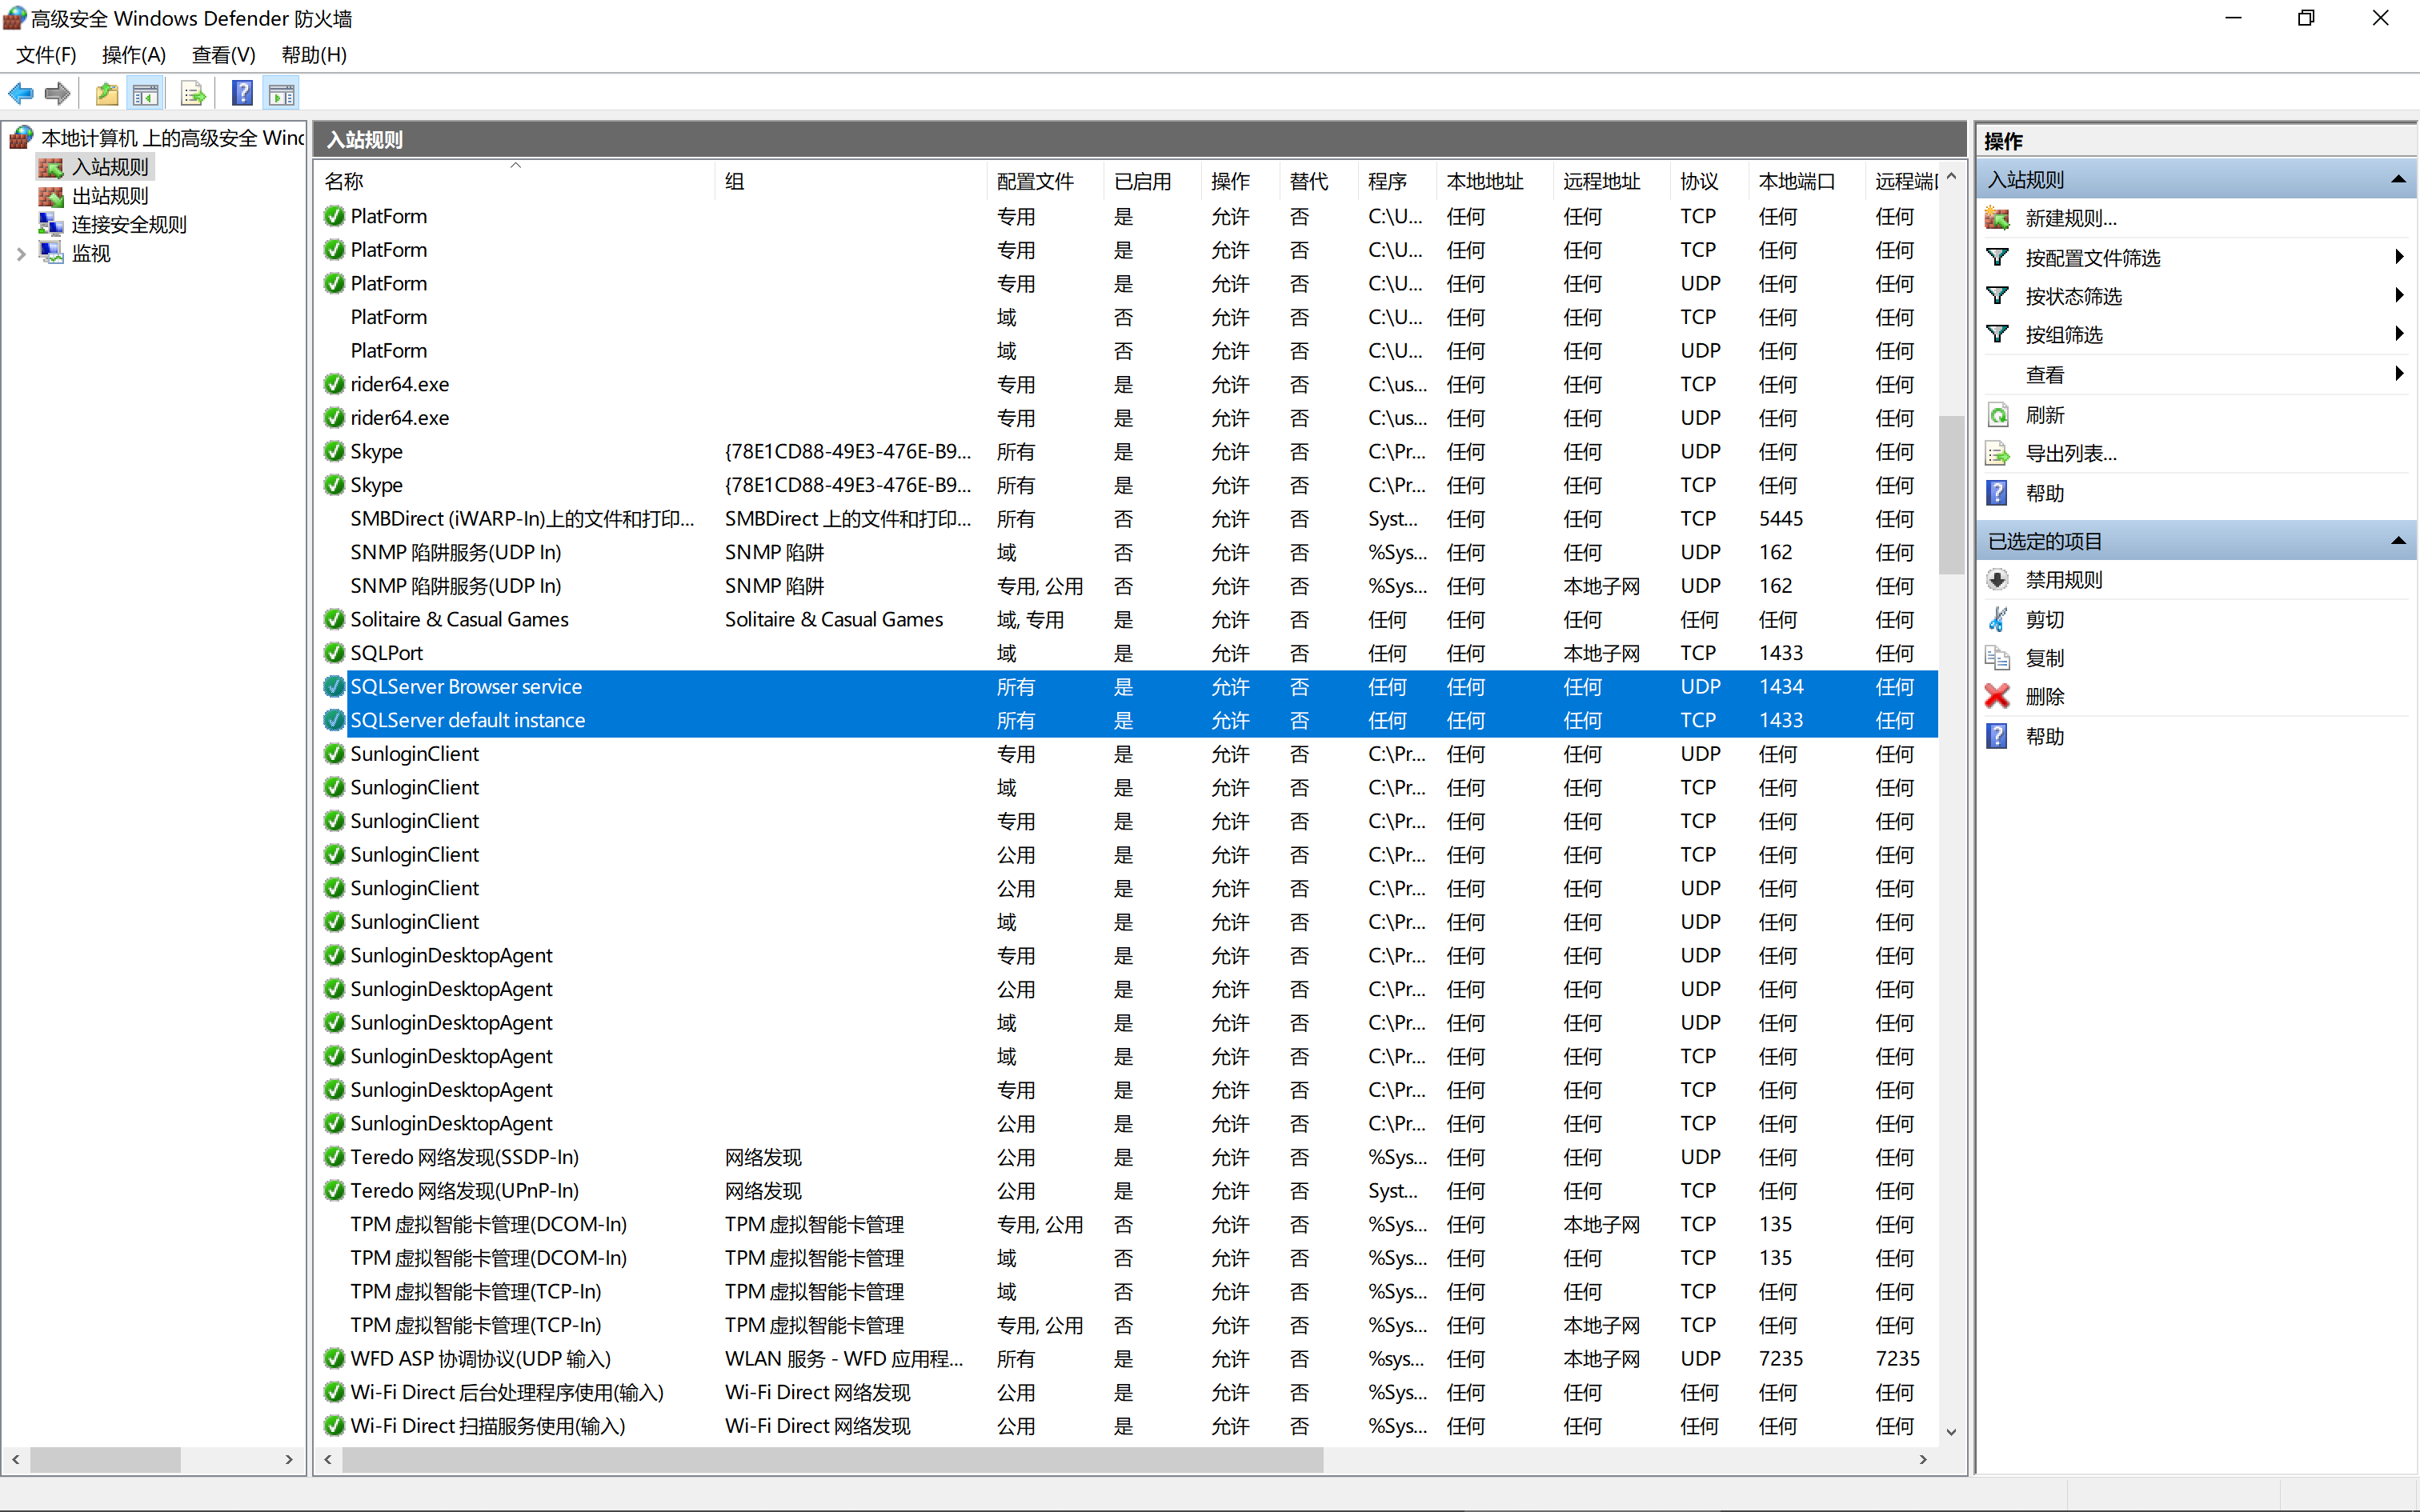 高级安全 Windows Defender 防火墙
文件(F) 操作(A) 查看(V) 帮助(H)
本地计算机 上的高级安全 Wind
入站规则
出站规则
连接安全规则
监视
入站规则
名称 组 配置文件 已启用 操作 替代 程序 本地地址 远程地址 协议 本地端口 远程端口
PlatForm 专用 是 允许 否 C:\U... 任何 任何 TCP 任何 任何
PlatForm 专用 是 允许 否 C:\U... 任何 任何 TCP 任何 任何
PlatForm 专用 是 允许 否 C:\U... 任何 任何 UDP 任何 任何
PlatForm 域 否 允许 否 C:\U... 任何 任何 TCP 任何 任何
PlatForm 域 否 允许 否 C:\U... 任何 任何 UDP 任何 任何
rider64.exe 专用 是 允许 否 C:\us... 任何 任何 TCP 任何 任何
rider64.exe 专用 是 允许 否 C:\us... 任何 任何 UDP 任何 任何
Skype {78E1CD88-49E3-476E-B9... 所有 是 允许 否 C:\Pr... 任何 任何 UDP 任何 任何
Skype {78E1CD88-49E3-476E-B9... 所有 是 允许 否 C:\Pr... 任何 任何 TCP 任何 任何
SMBDirect (iWARP-In)上的文件和打印... SMBDirect 上的文件和打印... 所有 否 允许 否 Syst... 任何 任何 TCP 5445 任何
SNMP 陷阱服务(UDP In) SNMP 陷阱 域 否 允许 否 %Sys... 任何 任何 UDP 162 任何
SNMP 陷阱服务(UDP In) SNMP 陷阱 专用, 公用 否 允许 否 %Sys... 任何 本地子网 UDP 162 任何
Solitaire & Casual Games Solitaire & Casual Games 域, 专用 是 允许 否 任何 任何 任何 任何 任何 任何
SQLPort 域 是 允许 否 任何 任何 本地子网 TCP 1433 任何
SQLServer Browser service 所有 是 允许 否 任何 任何 任何 UDP 1434 任何
SQLServer default instance 所有 是 允许 否 任何 任何 任何 TCP 1433 任何
SunloginClient 专用 是 允许 否 C:\Pr... 任何 任何 UDP 任何 任何
SunloginClient 域 是 允许 否 C:\Pr... 任何 任何 TCP 任何 任何
SunloginClient 专用 是 允许 否 C:\Pr... 任何 任何 TCP 任何 任何
SunloginClient 公用 是 允许 否 C:\Pr... 任何 任何 TCP 任何 任何
SunloginClient 公用 是 允许 否 C:\Pr... 任何 任何 UDP 任何 任何
SunloginClient 域 是 允许 否 C:\Pr... 任何 任何 UDP 任何 任何
SunloginDesktopAgent 专用 是 允许 否 C:\Pr... 任何 任何 UDP 任何 任何
SunloginDesktopAgent 公用 是 允许 否 C:\Pr... 任何 任何 UDP 任何 任何
SunloginDesktopAgent 域 是 允许 否 C:\Pr... 任何 任何 UDP 任何 任何
SunloginDesktopAgent 域 是 允许 否 C:\Pr... 任何 任何 TCP 任何 任何
SunloginDesktopAgent 专用 是 允许 否 C:\Pr... 任何 任何 TCP 任何 任何
SunloginDesktopAgent 公用 是 允许 否 C:\Pr... 任何 任何 TCP 任何 任何
Teredo 网络发现(SSDP-In) 网络发现 公用 是 允许 否 %Sys... 任何 任何 UDP 任何 任何
Teredo 网络发现(UPnP-In) 网络发现 公用 是 允许 否 Syst... 任何 任何 TCP 任何 任何
TPM 虚拟智能卡管理(DCOM-In) TPM 虚拟智能卡管理 专用, 公用 否 允许 否 %Sys... 任何 本地子网 TCP 135 任何
TPM 虚拟智能卡管理(DCOM-In) TPM 虚拟智能卡管理 域 否 允许 否 %Sys... 任何 任何 TCP 135 任何
TPM 虚拟智能卡管理(TCP-In) TPM 虚拟智能卡管理 域 否 允许 否 %Sys... 任何 任何 TCP 任何 任何
TPM 虚拟智能卡管理(TCP-In) TPM 虚拟智能卡管理 专用, 公用 否 允许 否 %Sys... 任何 本地子网 TCP 任何 任何
WFD ASP 协调协议(UDP 输入) WLAN 服务 - WFD 应用程... 所有 是 允许 否 %sys... 任何 本地子网 UDP 7235 7235
Wi-Fi Direct 后台处理程序使用(输入) Wi-Fi Direct 网络发现 公用 是 允许 否 %Sys... 任何 任何 任何 任何 任何
Wi-Fi Direct 扫描服务使用(输入) Wi-Fi Direct 网络发现 公用 是 允许 否 %Sys... 任何 任何 任何 任何 任何
操作
入站规则
新建规则...
按配置文件筛选
按状态筛选
按组筛选
查看
刷新
导出列表...
帮助
已选定的项目
禁用规则
剪切
复制
删除
帮助